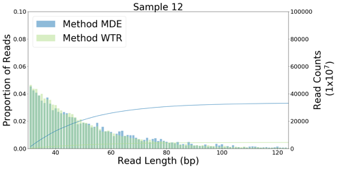 Sample 12
Method MDE
Method WTR
Proportion of Reads
0.10
0.08
0.06
0.04
0.02
0.00
100000
80000
60000
40000
20000
0
Read Counts
(1x10⁷)
40
60
80
100
120
Read Length (bp)